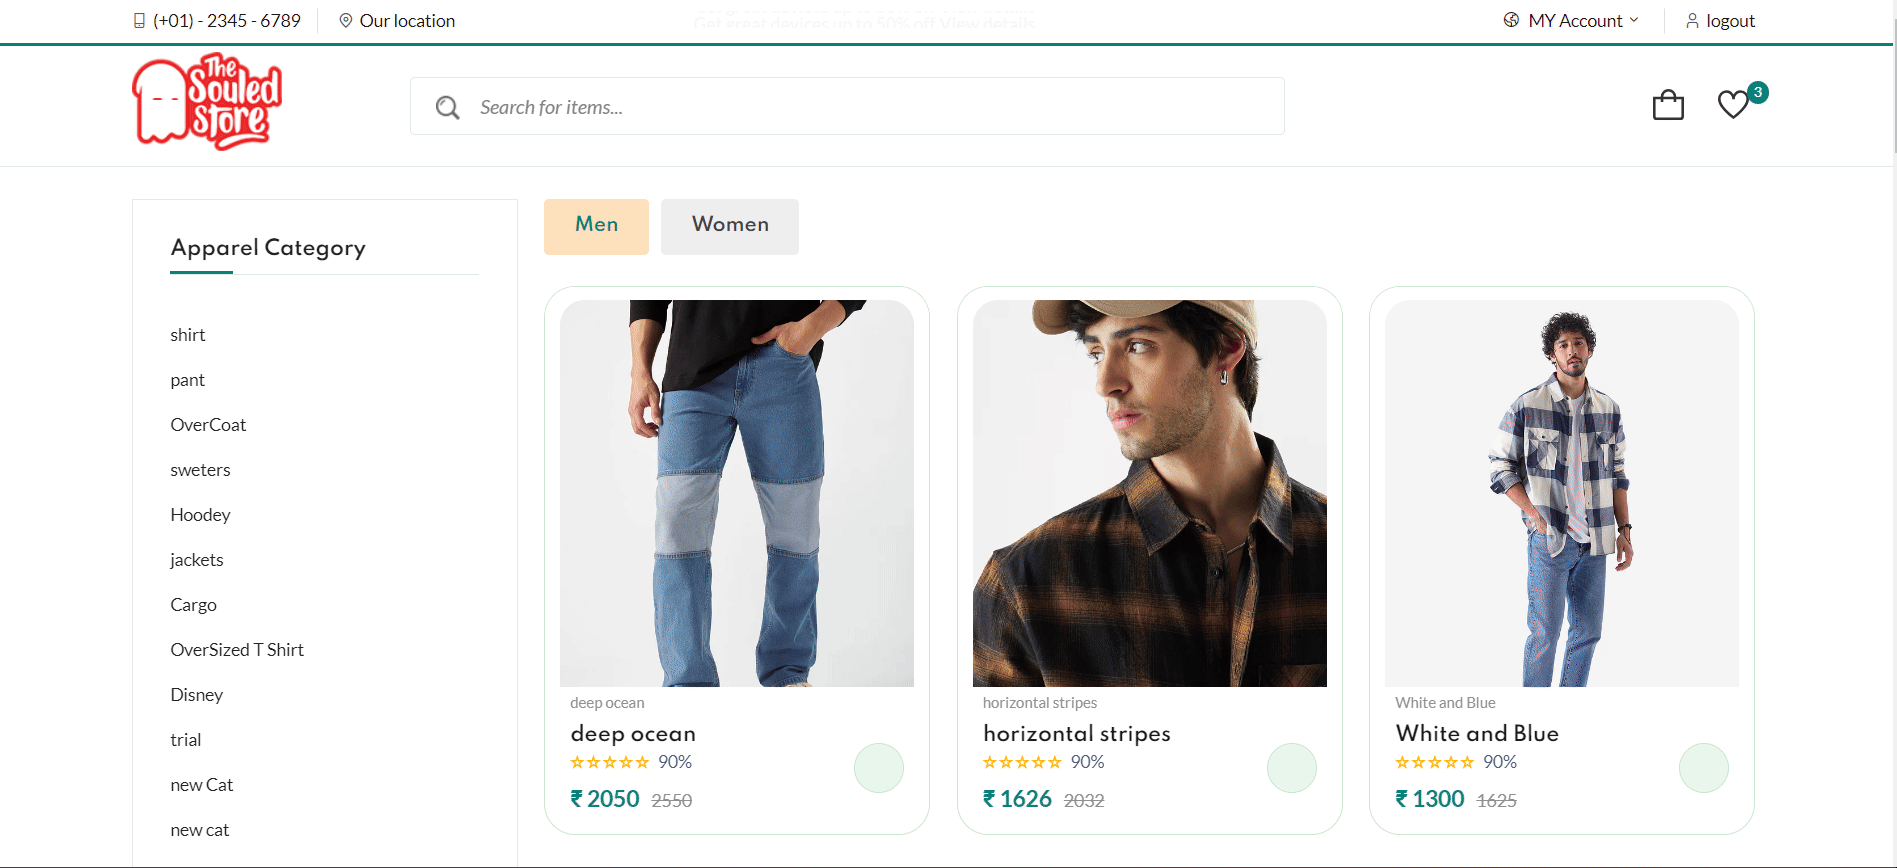 (+01) - 2345 - 6789
Our location
Get great devices up to 50% off View details
MY Account
logout
The
Souled
Store
Search for items...
3
Apparel Category
shirt
pant
OverCoat
sweters
Hoodey
jackets
Cargo
OverSized T Shirt
Disney
trial
new Cat
new cat
Men
Women
deep ocean
deep ocean
90%
₹ 2050 2550
horizontal stripes
horizontal stripes
90%
₹ 1626 2032
White and Blue
White and Blue
90%
₹ 1300 1625